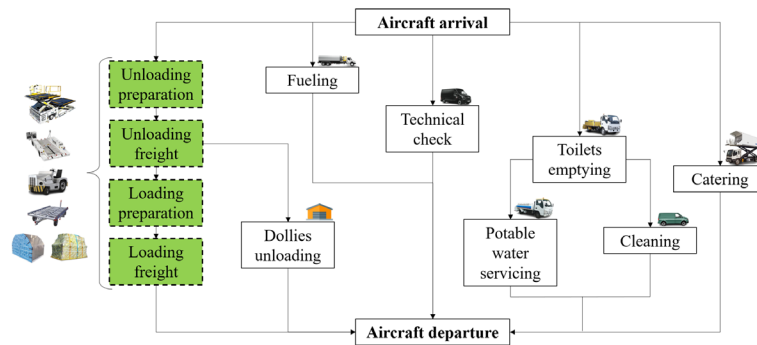 Aircraft arrival
Unloading
preparation
Fueling
Technical
check
Unloading
freight
Toilets
emptying
Catering
Loading
preparation
Dollies
unloading
Potable
water
servicing
Cleaning
Loading
freight
Aircraft departure